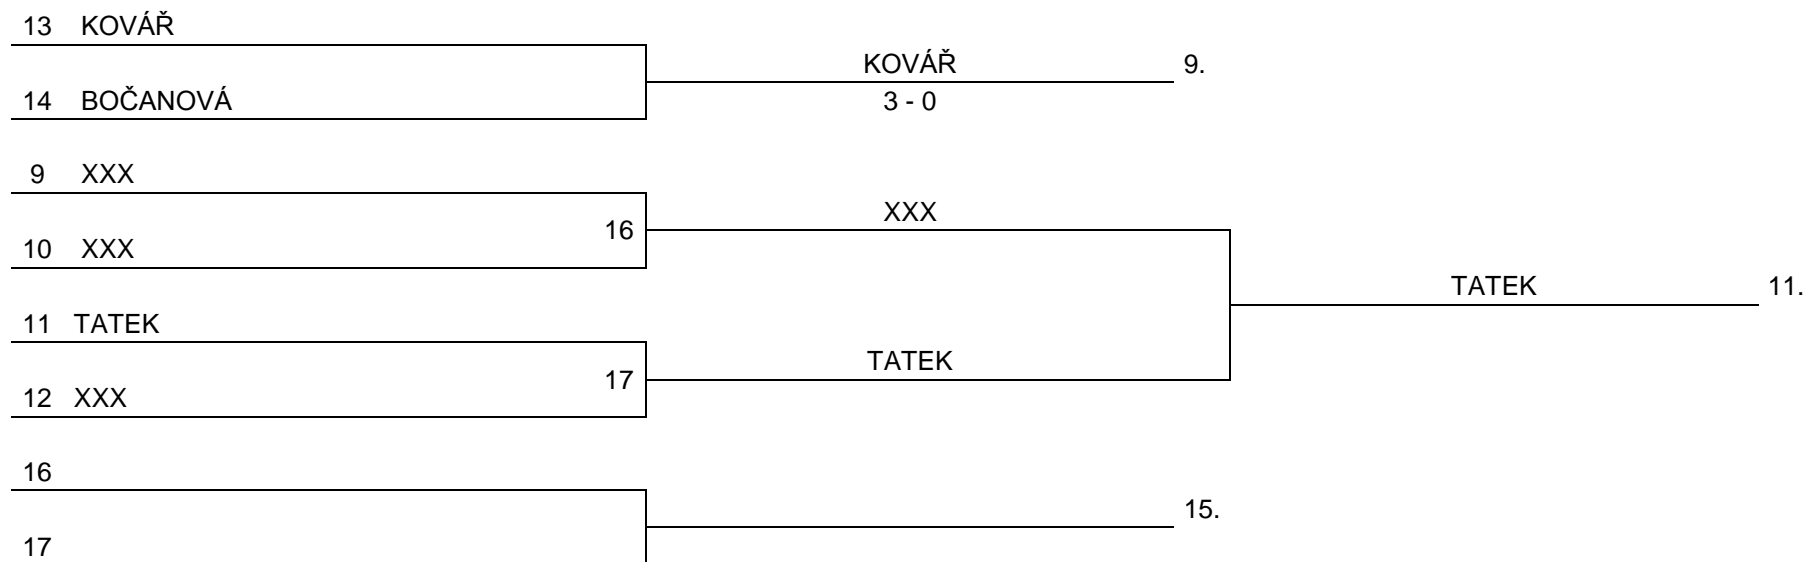 13 KOVÁŘ
KOVÁŘ 9.
14 BOČANOVÁ 3 - 0
9 XXX
XXX
16
10 XXX
TATEK 11.
11 TATEK
TATEK
17
12 XXX
16
15.
17